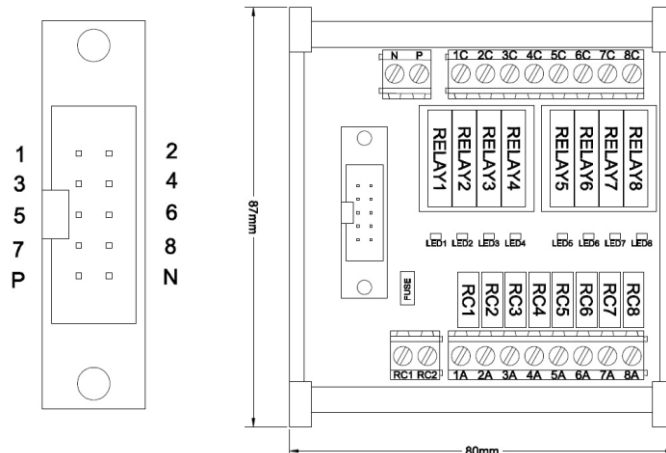 1 2
3 4
5 6
7 8
P N
N P 1C 2C 3C 4C 5C 6C 7C 8C
RELAY1 RELAY2 RELAY3 RELAY4 RELAY5 RELAY6 RELAY7 RELAY8
87mm
LED1 LED2 LED3 LED4 LED5 LED6 LED7 LED8
FUSE RC1 RC2 RC3 RC4 RC5 RC6 RC7 RC8
RC1 RC2 1A 2A 3A 4A 5A 6A 7A 8A
80mm